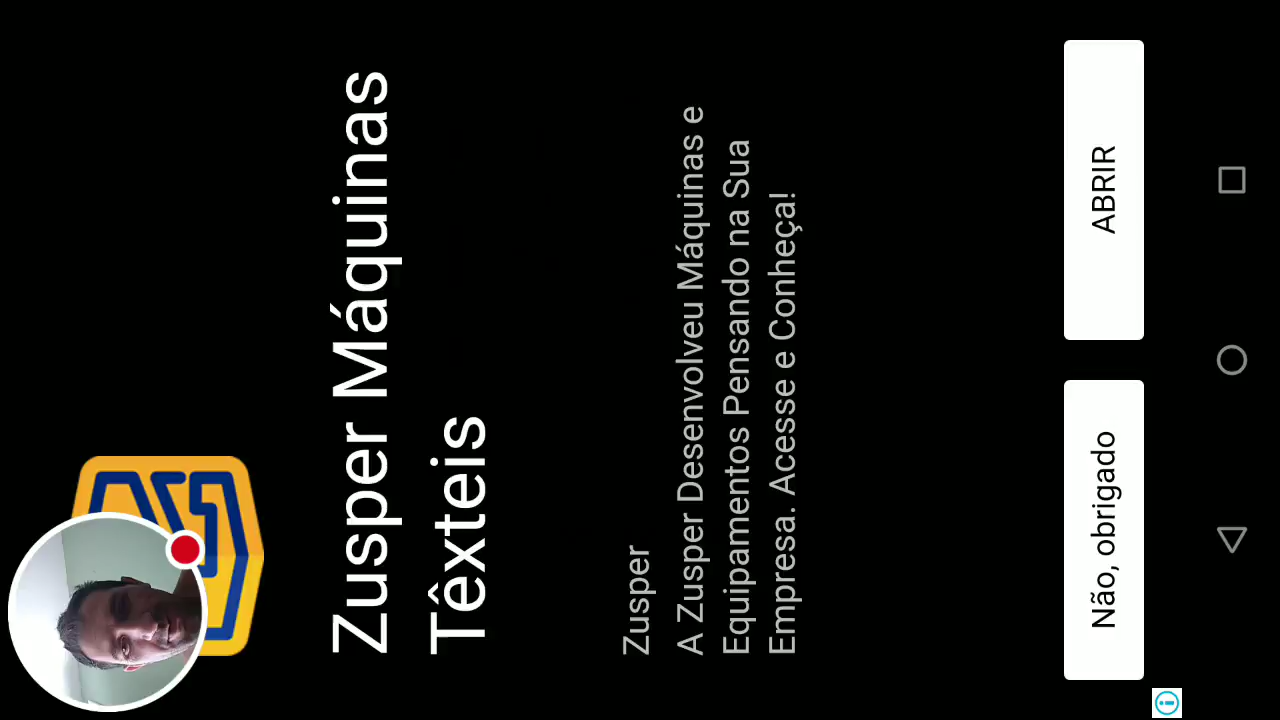 Zusper Máquinas
Têxteis
Zusper
A Zusper Desenvolveu Máquinas e
Equipamentos Pensando na Sua
Empresa. Acesse e Conheça!
Não, obrigado
ABRIR